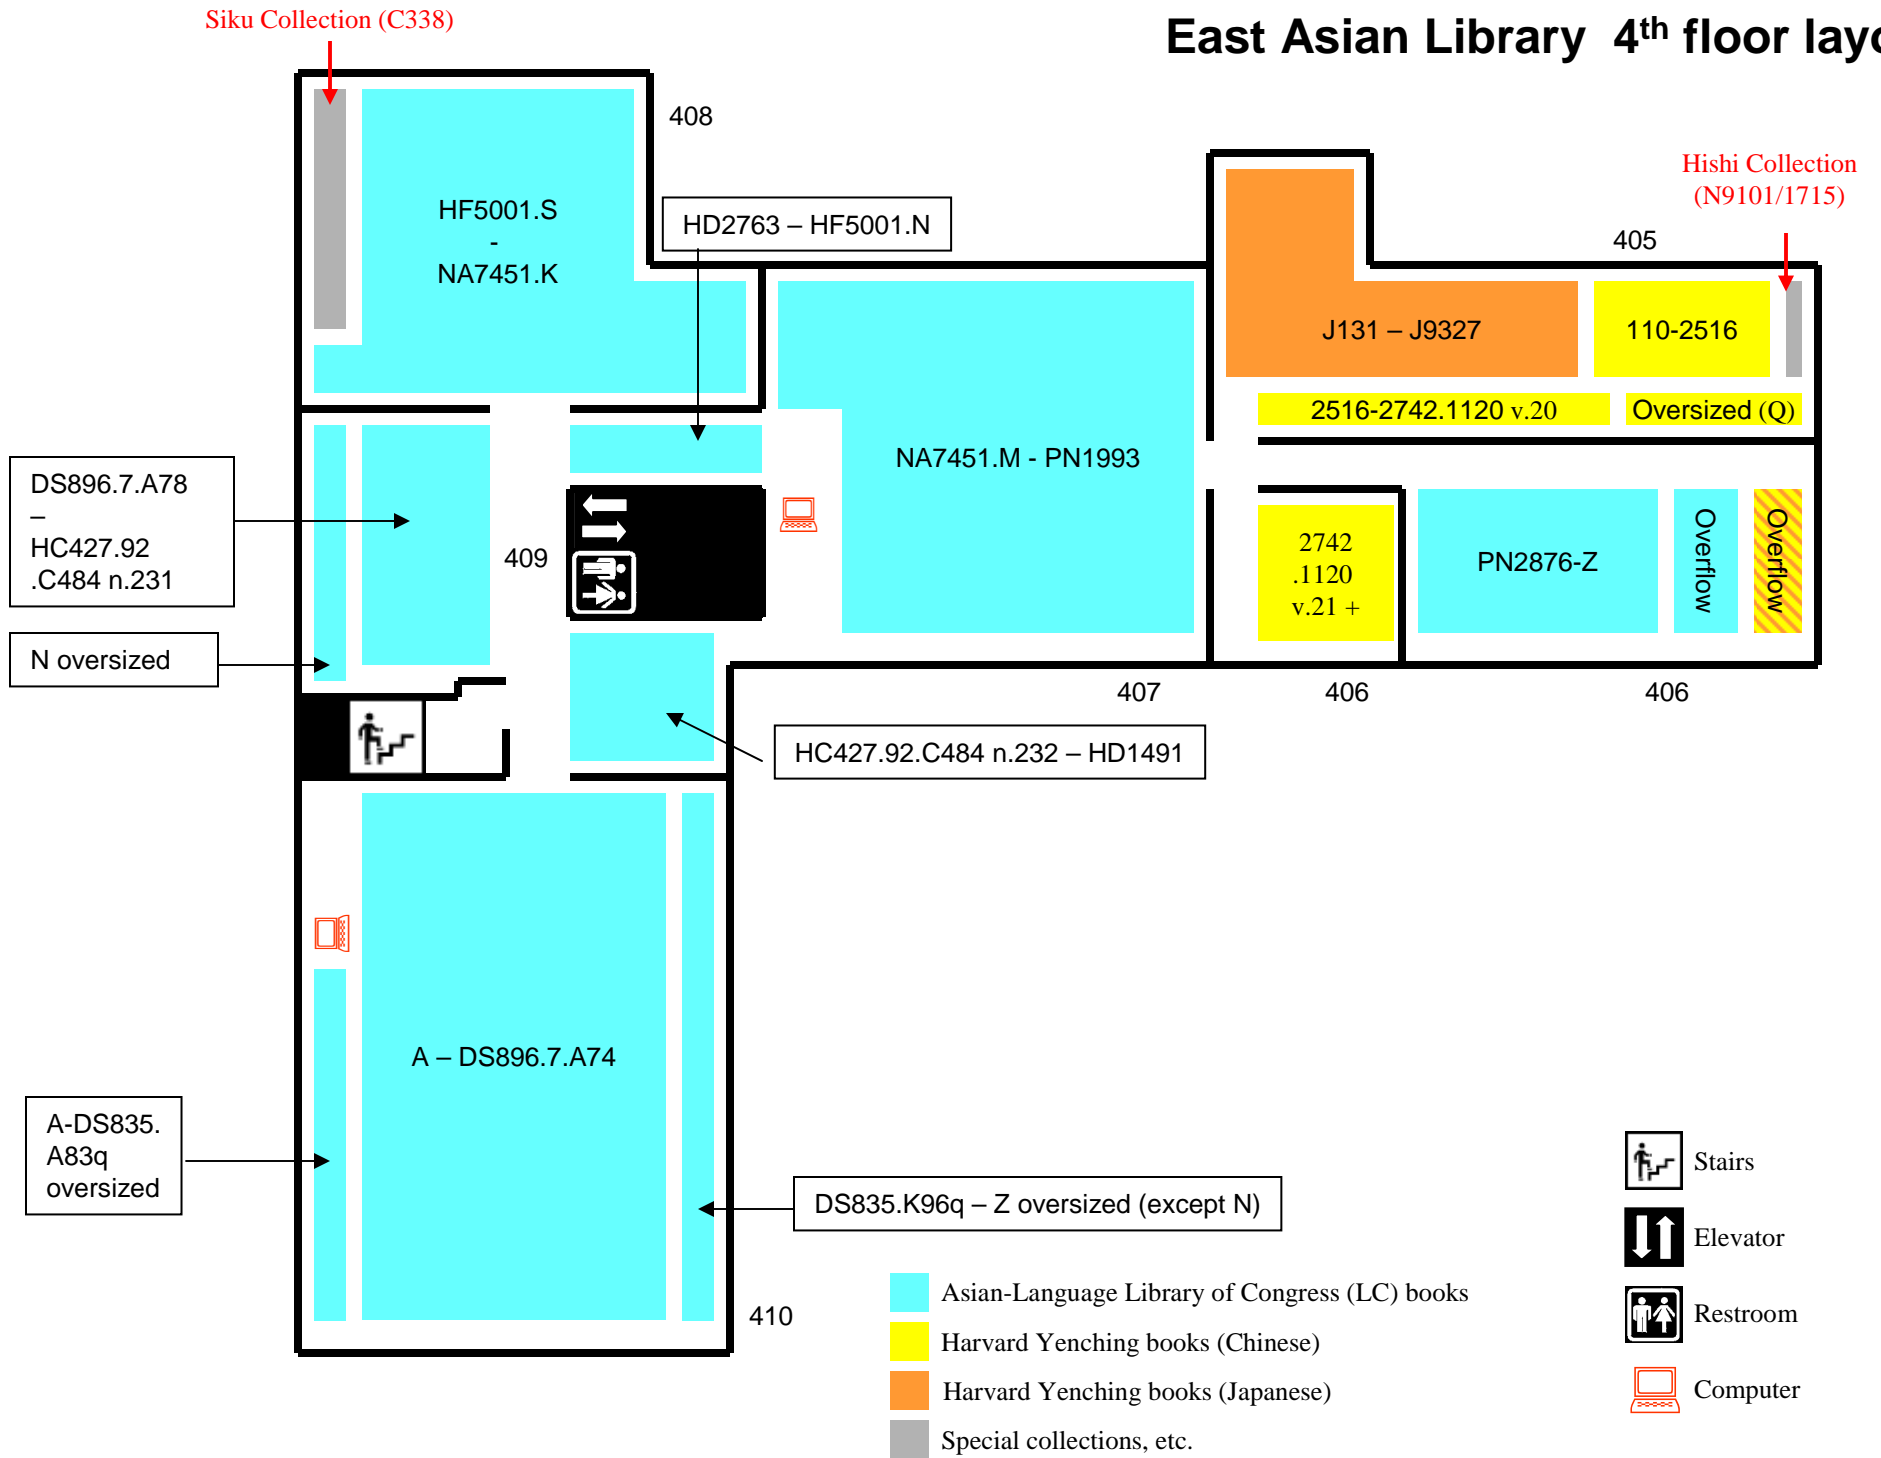 Siku Collection (C338)
East Asian Library 4th floor
408
Hishi Collection
(N9101/1715)
HF5001.S
-
NA7451.K
HD2763 – HF5001.N
405
J131 – J9327
110-2516
2516-2742.1120 v.20
Oversized (Q)
NA7451.M - PN1993
DS896.7.A78
–
HC427.92
.C484 n.231
409
2742
.1120
v.21 +
PN2876-Z
Overflow
Overflow
N oversized
407
406
406
HC427.92.C484 n.232 – HD1491
A – DS896.7.A74
A-DS835.
A83q
oversized
DS835.K96q – Z oversized (except N)
410
Asian-Language Library of Congress (LC) books
Harvard Yenching books (Chinese)
Harvard Yenching books (Japanese)
Special collections, etc.
Stairs
Elevator
Restroom
Computer